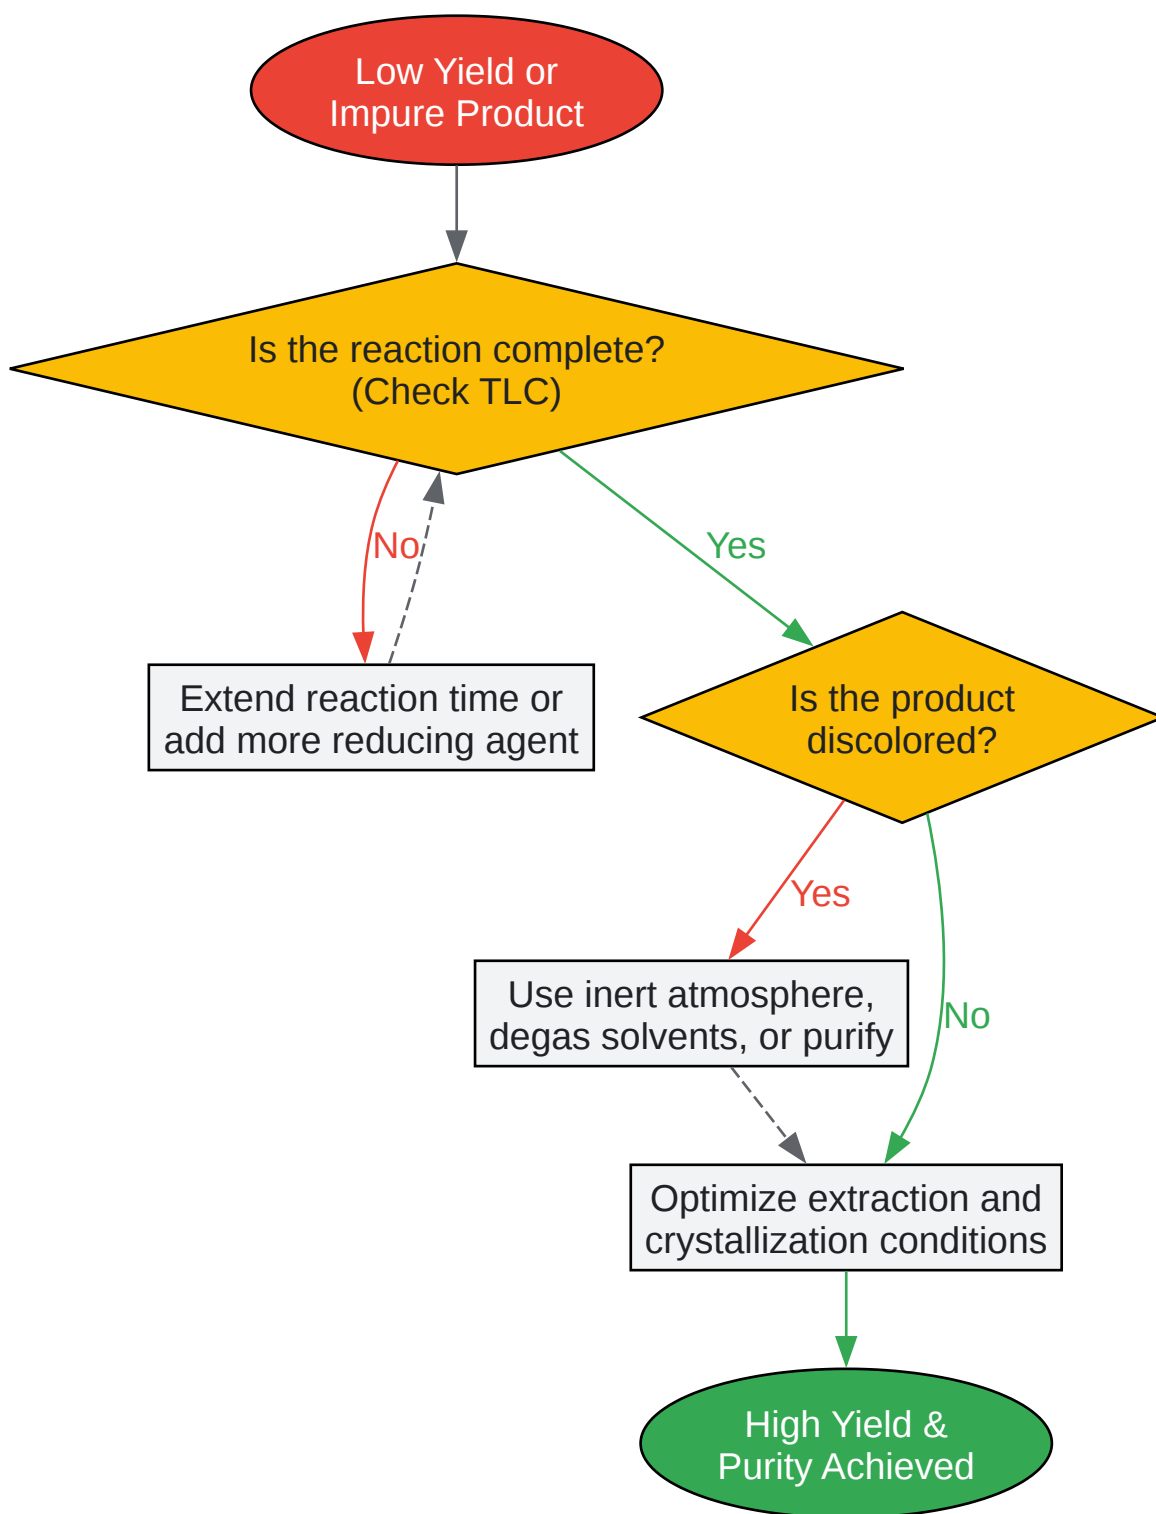 Low Yield or
Impure Product
Is the reaction complete?
(Check TLC)
No
Yes
Extend reaction time or
add more reducing agent
Is the product
discolored?
Yes
Use inert atmosphere,
degas solvents, or purify
No
Optimize extraction and
crystallization conditions
High Yield &
Purity Achieved